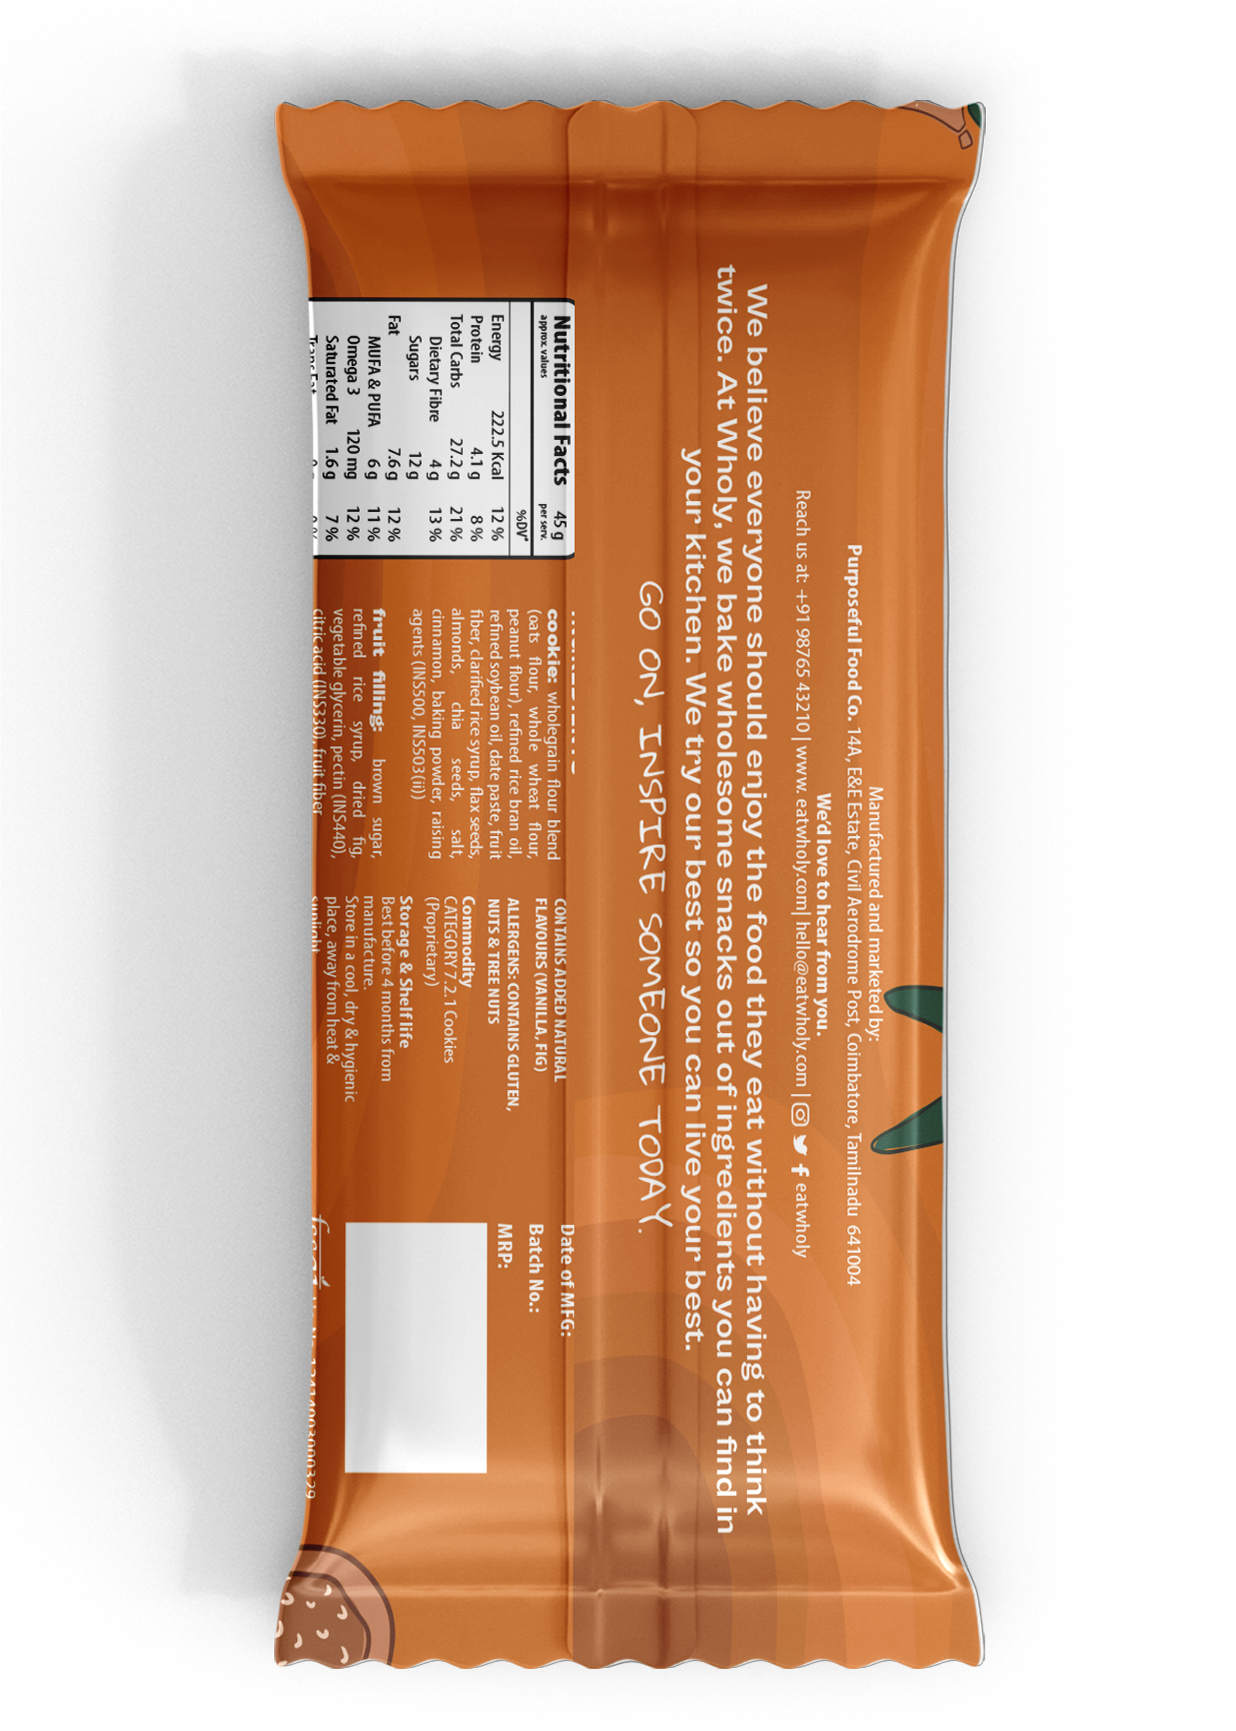 Manufactured and marketed by:
Purposeful Food Co. 14A, E&E Estate, Civil Aerodrome Post, Coimbatore, Tamilnadu 641004
We'd love to hear from you.
Reach us at: +91 98765 43210 | www. eatwholy.com| hello@eatwholy.com | eatwholy
We believe everyone should enjoy the food they eat without having to think
twice. At Wholy, we bake wholesome snacks out of ingredients you can find in
your kitchen. We try our best so you can live your best.
GO ON, INSPIRE SOMEONE TODAY.
Nutritional Facts 45 g
approx. values per serv.
%DV*
Energy 222.5 Kcal 12 %
Protein 4.1 g 8 %
Total Carbs 27.2 g 21 %
Dietary Fibre 4 g 13 %
Sugars 12 g
Fat 7.6 g 12 %
MUFA & PUFA 6 g 11 %
Omega 3 120 mg 12 %
Saturated Fat 1.6 g 7 %
Trans Fat
cookie: wholegrain flour blend
(oats flour, whole wheat flour,
peanut flour), refined rice bran oil,
refined soybean oil, date paste, fruit
fiber, clarified rice syrup, flax seeds,
almonds, chia seeds, salt,
cinnamon, baking powder, raising
agents (INS500, INS503(ii))
fruit filling: brown sugar,
refined rice syrup, dried fig,
vegetable glycerin, pectin (INS440),
citric acid (INS330), fruit fiber
CONTAINS ADDED NATURAL
FLAVOURS (VANILLA, FIG)
ALLERGENS: CONTAINS GLUTEN,
NUTS & TREE NUTS
Commodity
CATEGORY 7.2.1 Cookies
(Proprietary)
Storage & Shelf life
Best before 4 months from
manufacture.
Store in a cool, dry & hygienic
place, away from heat &
sunlight
Date of MFG:
Batch No.:
MRP: